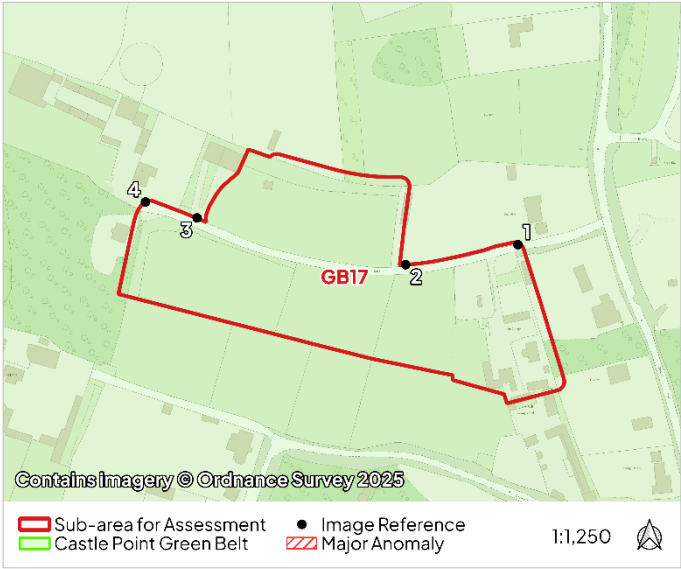 4
3
1
2
GB17
Contains imagery © Ordnance Survey 2025
Sub-area for Assessment
Image Reference
Castle Point Green Belt
Major Anomaly
1:1,250